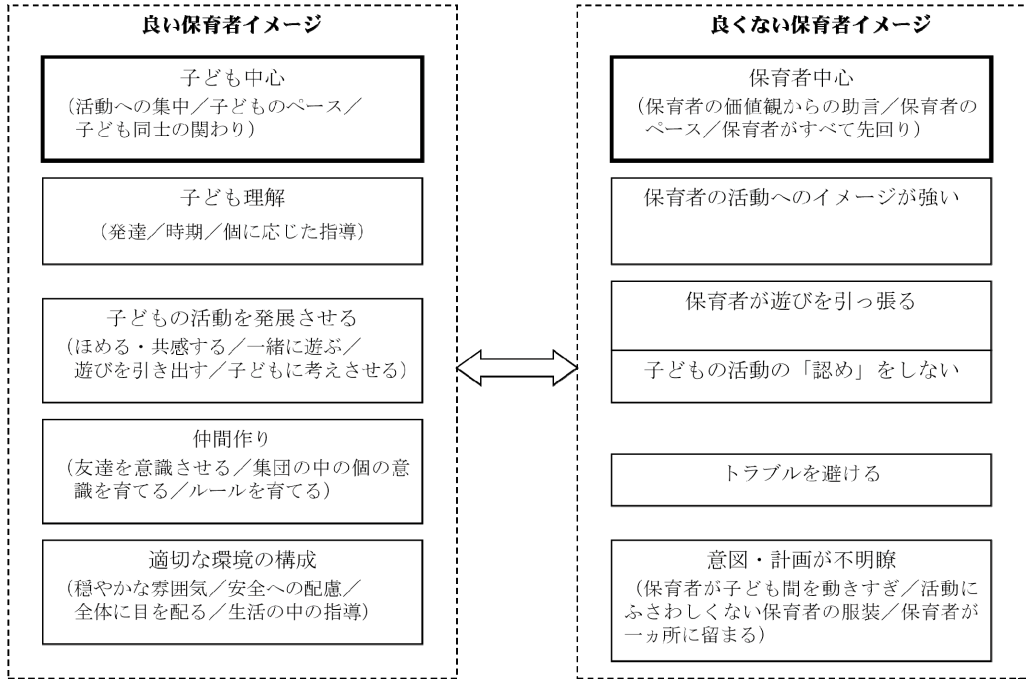 良い保育者イメージ
子ども中心
(活動への集中／子どものペース／
子ども同士の関わり)
子ども理解
(発達／時期／個に応じた指導)
子どもの活動を発展させる
(ほめる・共感する／一緒に遊ぶ／
遊びを引き出す／子どもに考えさせる)
仲間作り
(友達を意識させる／集団の中の個の意
識を育てる／ルールを育てる)
適切な環境の構成
(穏やかな雰囲気／安全への配慮／
全体に目を配る／生活の中の指導)
良くない保育者イメージ
保育者中心
(保育者の価値観からの助言／保育者の
ペース／保育者がすべて先回り)
保育者の活動へのイメージが強い
保育者が遊びを引っ張る
子どもの活動の「認め」をしない
トラブルを避ける
意図・計画が不明瞭
(保育者が子ども間を動きすぎ／活動に
ふさわしくない保育者の服装／保育者が
一ヵ所に留まる)